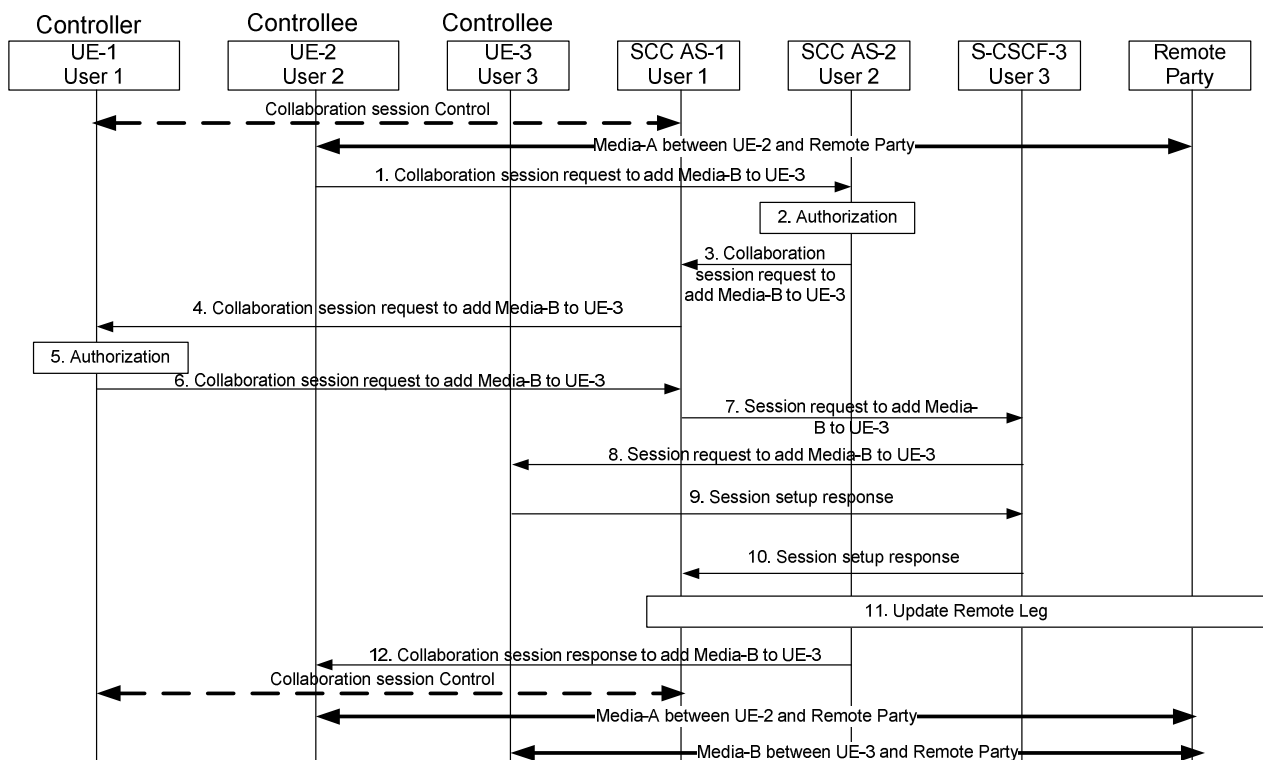 Controller
Controllee
Controllee
UE-1
User 1
UE-2
User 2
UE-3
User 3
SCC AS-1
User 1
SCC AS-2
User 2
S-CSCF-3
User 3
Remote
Party
Collaboration session Control
Media-A between UE-2 and Remote Party
1. Collaboration session request to add Media-B to UE-3
2. Authorization
3. Collaboration
session request to
add Media-B to UE-3
4. Collaboration session request to add Media-B to UE-3
5. Authorization
6. Collaboration session request to add Media-B to UE-3
7. Session request to add Media-
B to UE-3
8. Session request to add Media-B to UE-3
9. Session setup response
10. Session setup response
11. Update Remote Leg
12. Collaboration session response to add Media-B to UE-3
Collaboration session Control
Media-A between UE-2 and Remote Party
Media-B between UE-3 and Remote Party